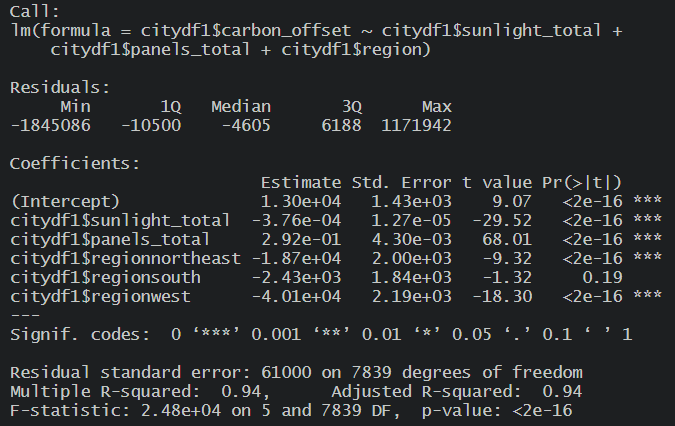 Call:
lm(formula = citydf1$carbon_offset ~ citydf1$sunlight_total +
    citydf1$panels_total + citydf1$region)

Residuals:
     Min       1Q   Median       3Q      Max
-1845086   -10500    -4605     6188  1171942

Coefficients:
                        Estimate Std. Error t value Pr(>|t|)
(Intercept)             1.30e+04   1.43e+03    9.07   <2e-16 ***
citydf1$sunlight_total -3.76e-04   1.27e-05  -29.52   <2e-16 ***
citydf1$panels_total    2.92e-01   4.30e-03   68.01   <2e-16 ***
citydf1$regionnortheast -1.87e+04   2.00e+03   -9.32   <2e-16 ***
citydf1$regionsouth    -2.43e+03   1.84e+03   -1.32     0.19
citydf1$regionwest     -4.01e+04   2.19e+03  -18.30   <2e-16 ***
---
Signif. codes:  0 ‘***’ 0.001 ‘**’ 0.01 ‘*’ 0.05 ‘.’ 0.1 ‘ ’ 1

Residual standard error: 61000 on 7839 degrees of freedom
Multiple R-squared:  0.94,	Adjusted R-squared:  0.94
F-statistic: 2.48e+04 on 5 and 7839 DF,  p-value: <2e-16